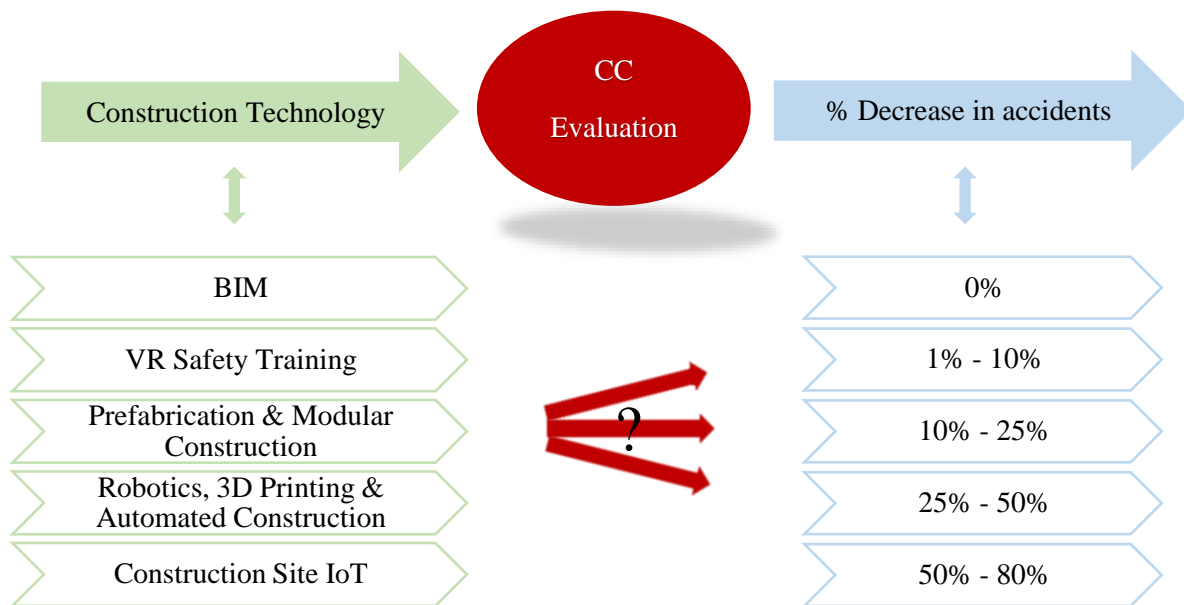 Construction Technology
CC
Evaluation
% Decrease in accidents
BIM
0%
VR Safety Training
1% - 10%
Prefabrication & Modular
Construction
?
10% - 25%
Robotics, 3D Printing &
Automated Construction
25% - 50%
Construction Site IoT
50% - 80%